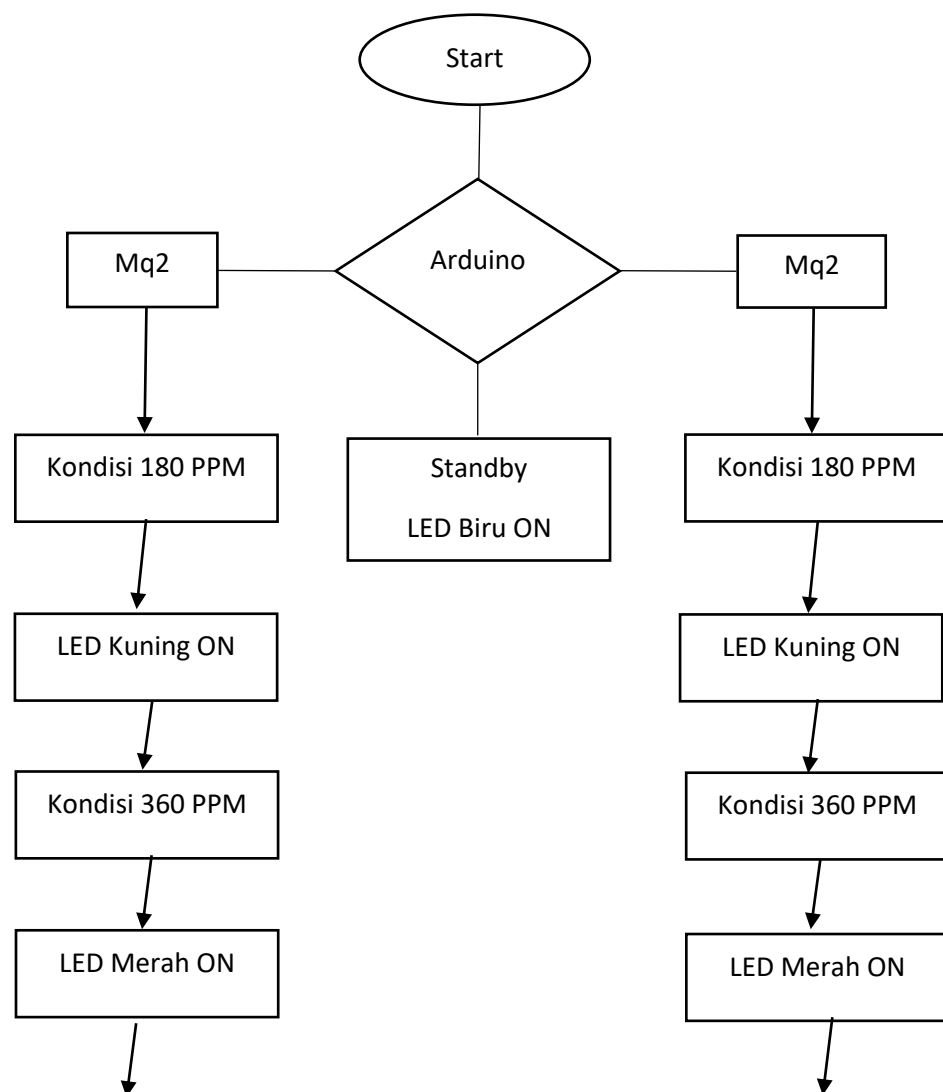 Start
Mq2
Arduino
Mq2
Kondisi 180 PPM
Standby
LED Biru ON
Kondisi 180 PPM
LED Kuning ON
LED Kuning ON
Kondisi 360 PPM
Kondisi 360 PPM
LED Merah ON
LED Merah ON